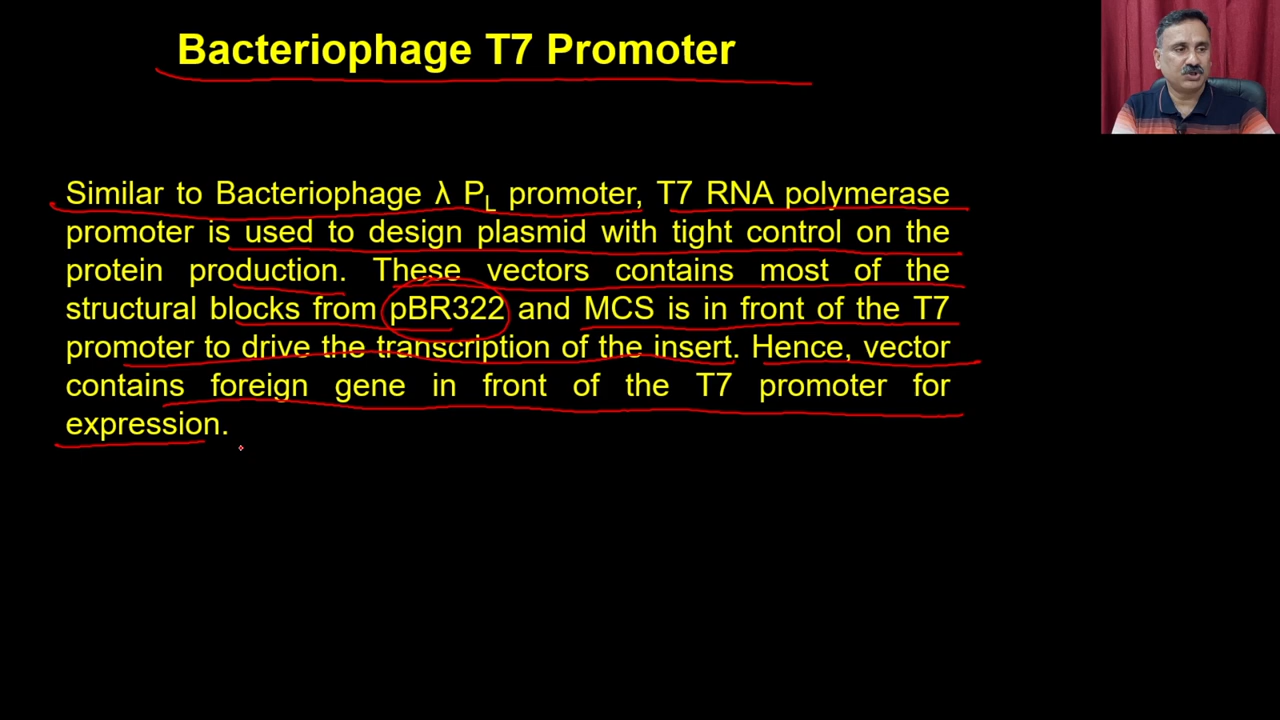 Bacteriophage T7 Promoter
Similar to Bacteriophage λ PL promoter, T7 RNA polymerase
promoter is used to design plasmid with tight control on the
protein production. These vectors contains most of the
structural blocks from pBR322 and MCS is in front of the T7
promoter to drive the transcription of the insert. Hence, vector
contains foreign gene in front of the T7 promoter for
expression.